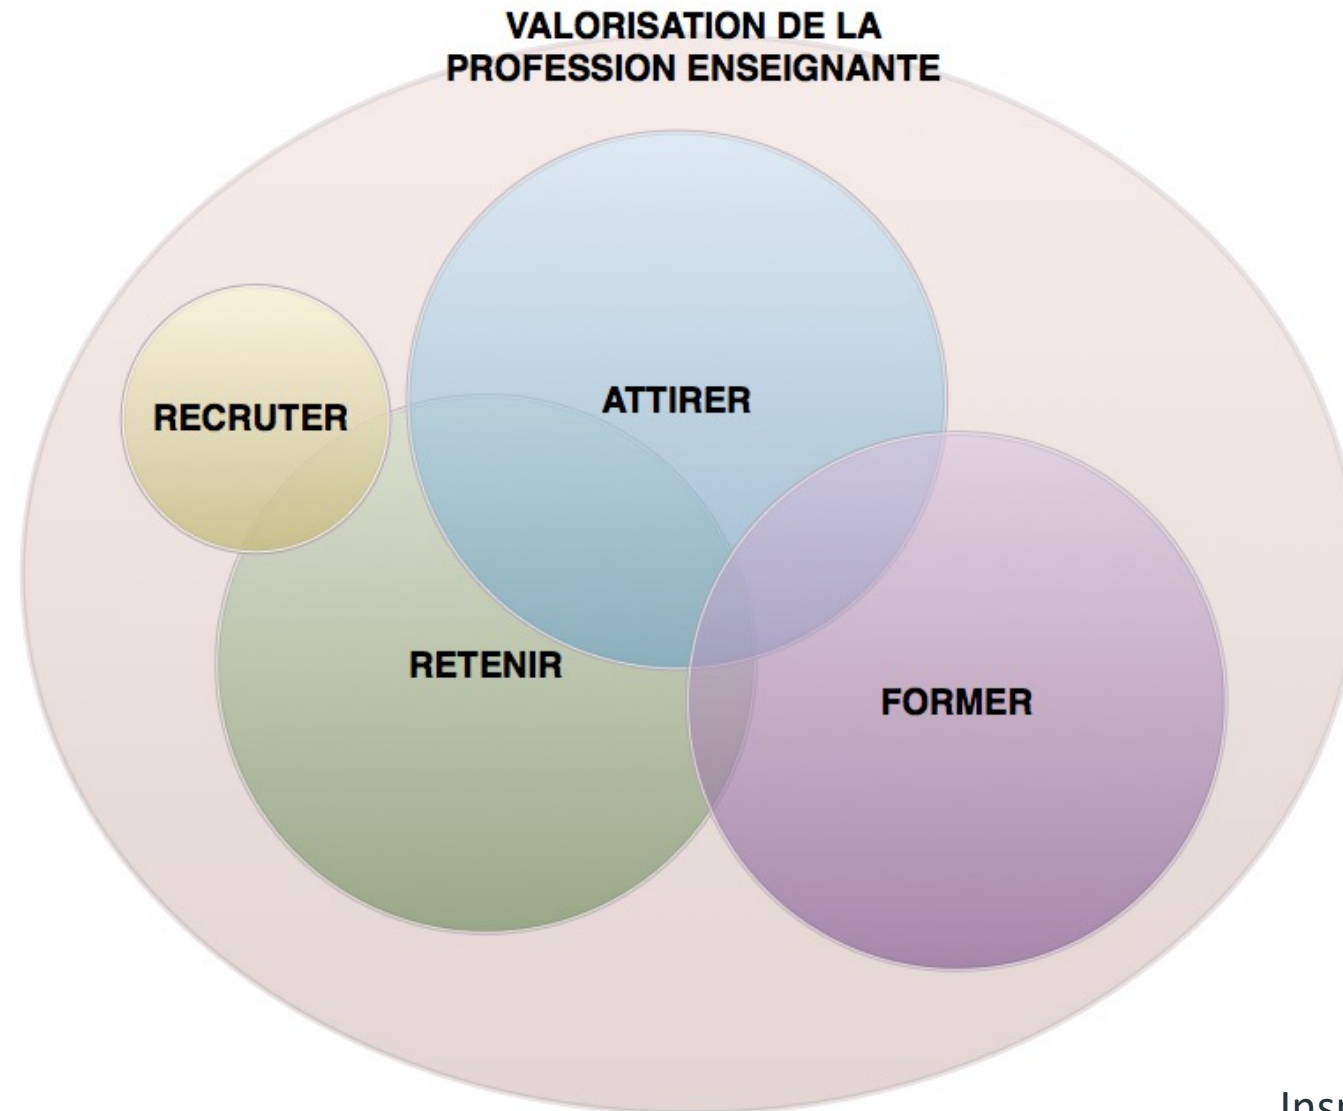 VALORISATION DE LA
PROFESSION ENSEIGNANTE
ATTIRER
RECRUTER
RETENIR
FORMER